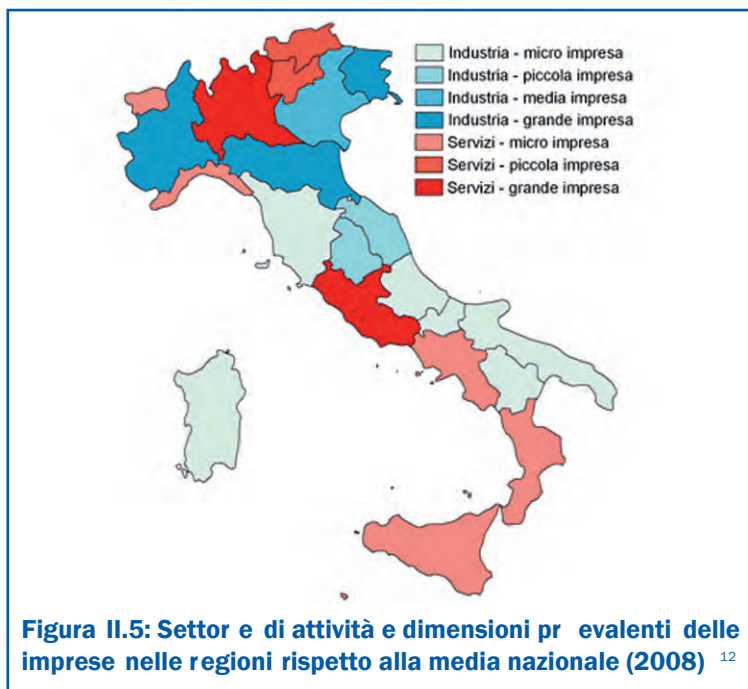 Industria - micro impresa
Industria - piccola impresa
Industria - media impresa
Industria - grande impresa
Servizi - micro impresa
Servizi - piccola impresa
Servizi - grande impresa
Figura II.5: Settor e di attività e dimensioni pr evalenti delle
imprese nelle regioni rispetto alla media nazionale (2008) 12